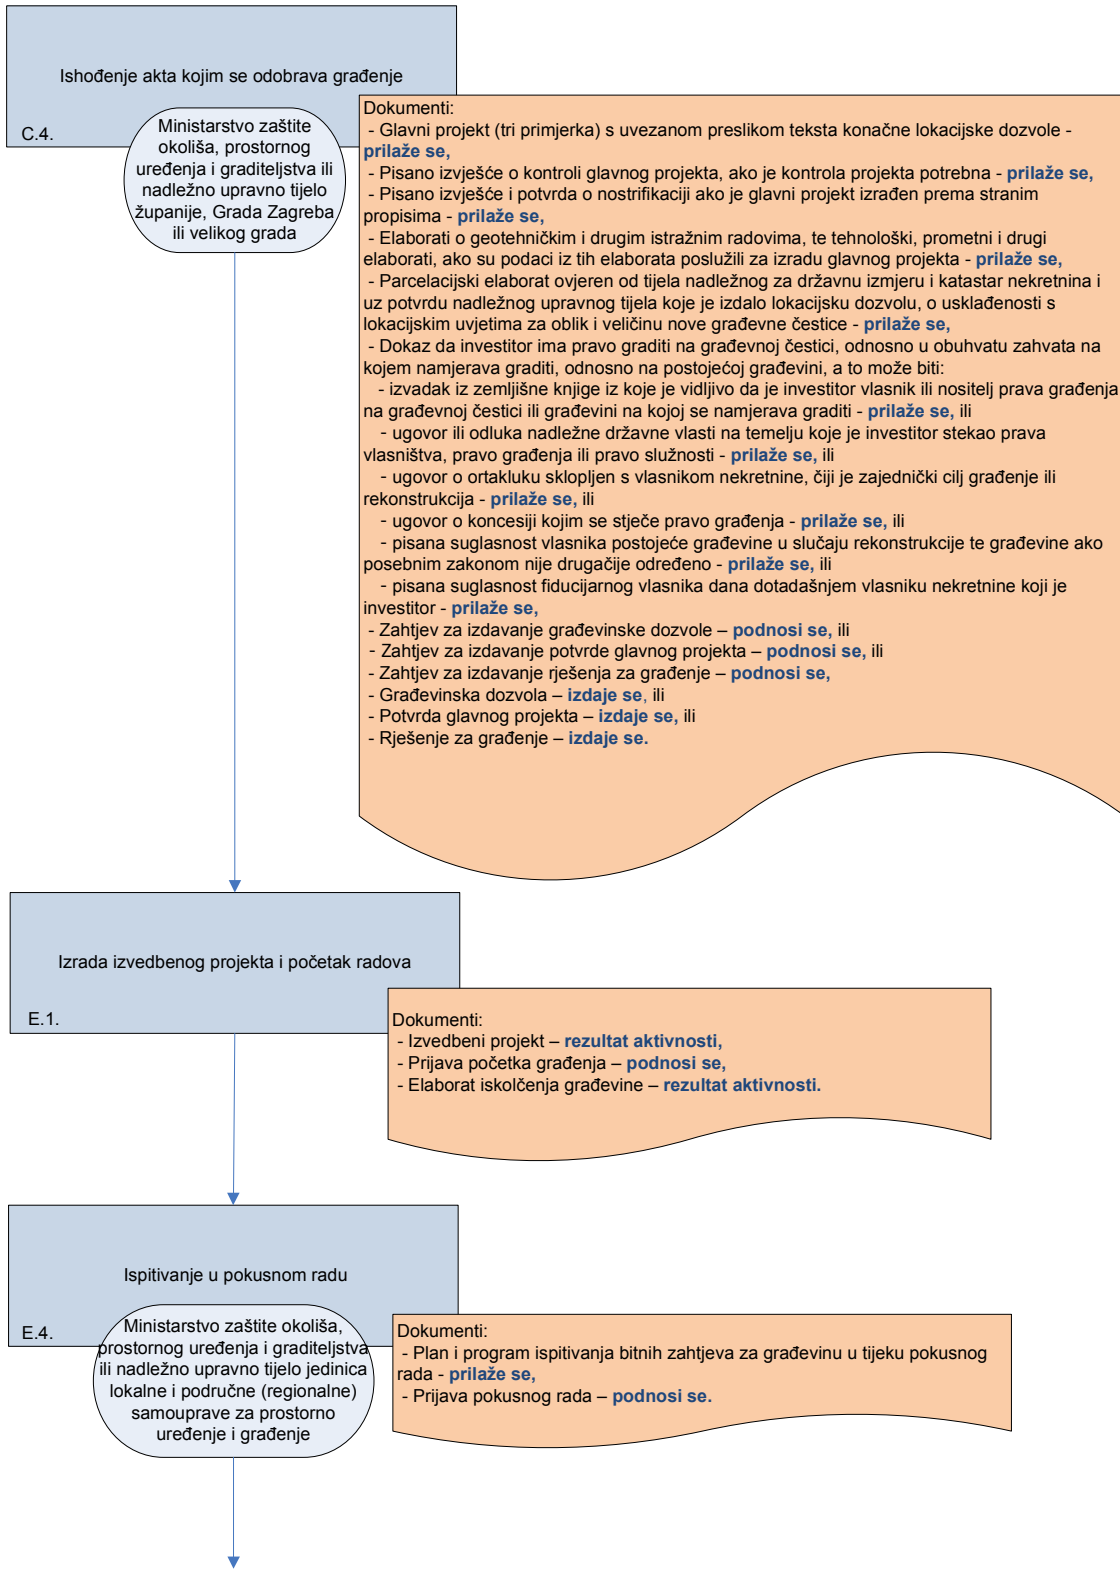 Ishođenje akta kojim se odobrava građenje
C.4.
Ministarstvo zaštite
okoliša, prostornog
uređenja i graditeljstva ili
nadležno upravno tijelo
županije, Grada Zagreba
ili velikog grada
Dokumenti:
- Glavni projekt (tri primjerka) s uvezanom preslikom teksta konačne lokacijske dozvole -
prilaže se,
- Pisano izvješće o kontroli glavnog projekta, ako je kontrola projekta potrebna - prilaže se,
- Pisano izvješće i potvrda o nostrifikaciji ako je glavni projekt izrađen prema stranim
propisima - prilaže se,
- Elaborati o geotehničkim i drugim istražnim radovima, te tehnološki, prometni i drugi
elaborati, ako su podaci iz tih elaborata poslužili za izradu glavnog projekta - prilaže se,
- Parcelacijski elaborat ovjeren od tijela nadležnog za državnu izmjeru i katastar nekretnina i
uz potvrdu nadležnog upravnog tijela koje je izdalo lokacijsku dozvolu, o usklađenosti s
lokacijskim uvjetima za oblik i veličinu nove građevne čestice - prilaže se,
- Dokaz da investitor ima pravo graditi na građevnoj čestici, odnosno u obuhvatu zahvata na
kojem namjerava graditi, odnosno na postojećoj građevini, a to može biti:
- izvadak iz zemljišne knjige iz koje je vidljivo da je investitor vlasnik ili nositelj prava građenja
na građevnoj čestici ili građevini na kojoj se namjerava graditi - prilaže se, ili
- ugovor ili odluka nadležne državne vlasti na temelju koje je investitor stekao prava
vlasništva, pravo građenja ili pravo služnosti - prilaže se, ili
- ugovor o ortakluku sklopljen s vlasnikom nekretnine, čiji je zajednički cilj građenje ili
rekonstrukcija - prilaže se, ili
- ugovor o koncesiji kojim se stječe pravo građenja - prilaže se, ili
- pisana suglasnost vlasnika postojeće građevine u slučaju rekonstrukcije te građevine ako
posebnim zakonom nije drugačije određeno - prilaže se, ili
- pisana suglasnost fiducijarnog vlasnika dana dotadašnjem vlasniku nekretnine koji je
investitor - prilaže se,
- Zahtjev za izdavanje građevinske dozvole – podnosi se, ili
- Zahtjev za izdavanje potvrde glavnog projekta – podnosi se, ili
- Zahtjev za izdavanje rješenja za građenje – podnosi se,
- Građevinska dozvola – izdaje se, ili
- Potvrda glavnog projekta – izdaje se, ili
- Rješenje za građenje – izdaje se.
Izrada izvedbenog projekta i početak radova
E.1.
Dokumenti:
- Izvedbeni projekt – rezultat aktivnosti,
- Prijava početka građenja – podnosi se,
- Elaborat iskolčenja građevine – rezultat aktivnosti.
Ispitivanje u pokusnom radu
E.4.
Ministarstvo zaštite okoliša,
prostornog uređenja i graditeljstva
ili nadležno upravno tijelo jedinica
lokalne i područne (regionalne)
samouprave za prostorno
uređenje i građenje
Dokumenti:
- Plan i program ispitivanja bitnih zahtjeva za građevinu u tijeku pokusnog
rada - prilaže se,
- Prijava pokusnog rada – podnosi se.